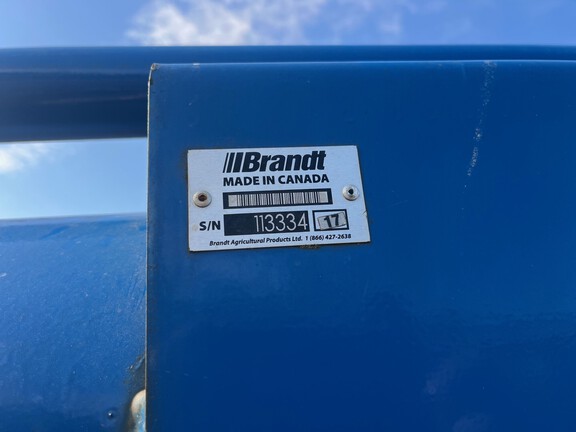 Brandt
MADE IN CANADA
S/N 113334 17
Brandt Agricultural Products Ltd. 1 (866) 427-2638